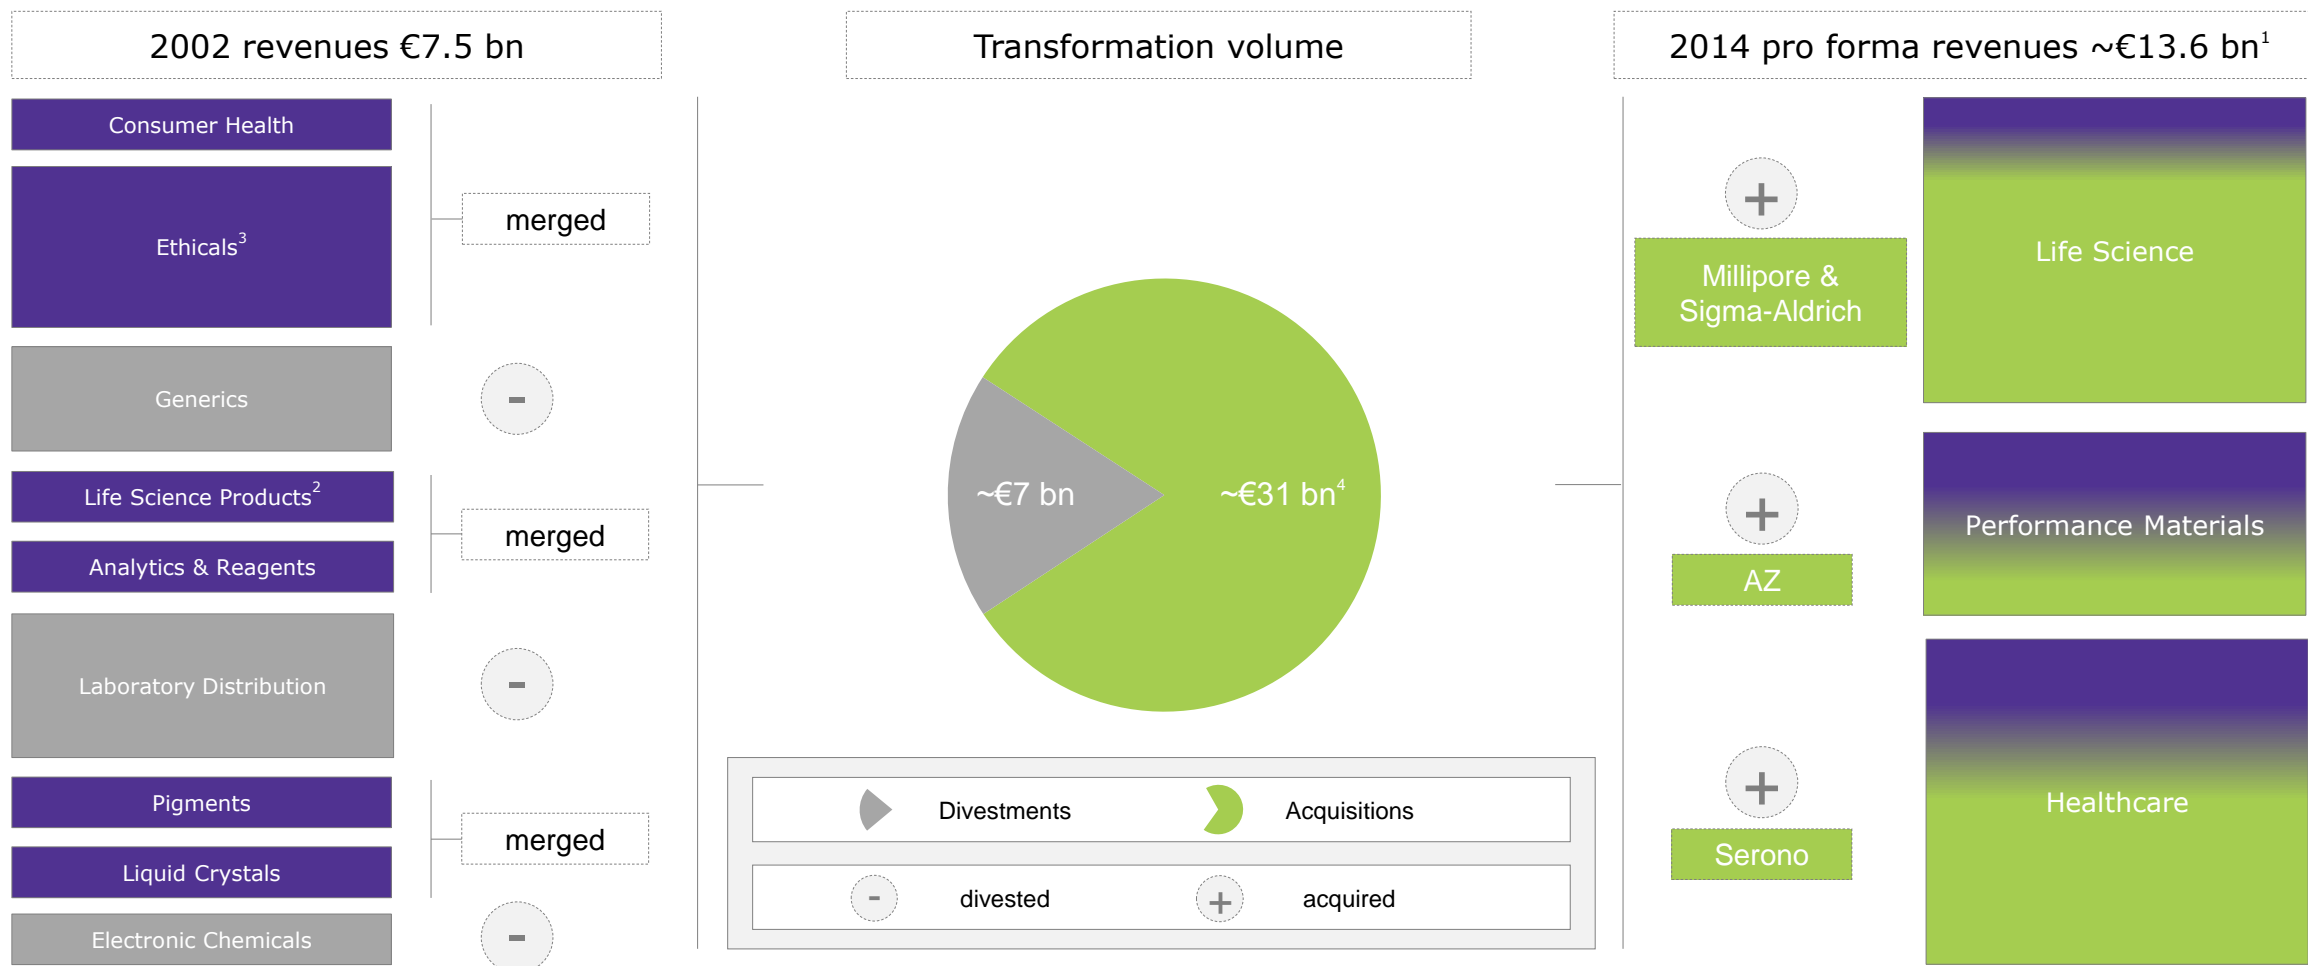 2002 revenues €7.5 bn
Transformation volume
2014 pro forma revenues ~€13.6 bn1
Consumer Health
Ethicals3
merged
Generics
-
Life Science Products2
Analytics & Reagents
merged
Laboratory Distribution
-
Pigments
Liquid Crystals
merged
Electronic Chemicals
-
~€7 bn
~€31 bn4
Divestments
Acquisitions
-
divested
+
acquired
+
Millipore &
Sigma-Aldrich
Life Science
+
AZ
Performance Materials
+
Serono
Healthcare